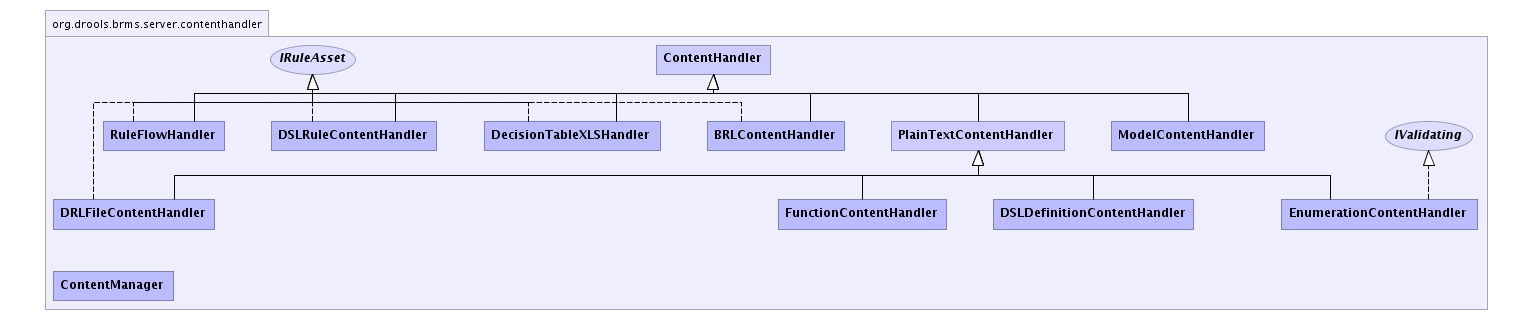 org.drools.brms.server.contenthandler
IRuleAsset
ContentHandler
RuleFlowHandler
DSLRuleContentHandler
DecisionTableXLSHandler
BRLContentHandler
PlainTextContentHandler
ModelContentHandler
IValidating
DRLFileContentHandler
FunctionContentHandler
DSLDefinitionContentHandler
EnumerationContentHandler
ContentManager